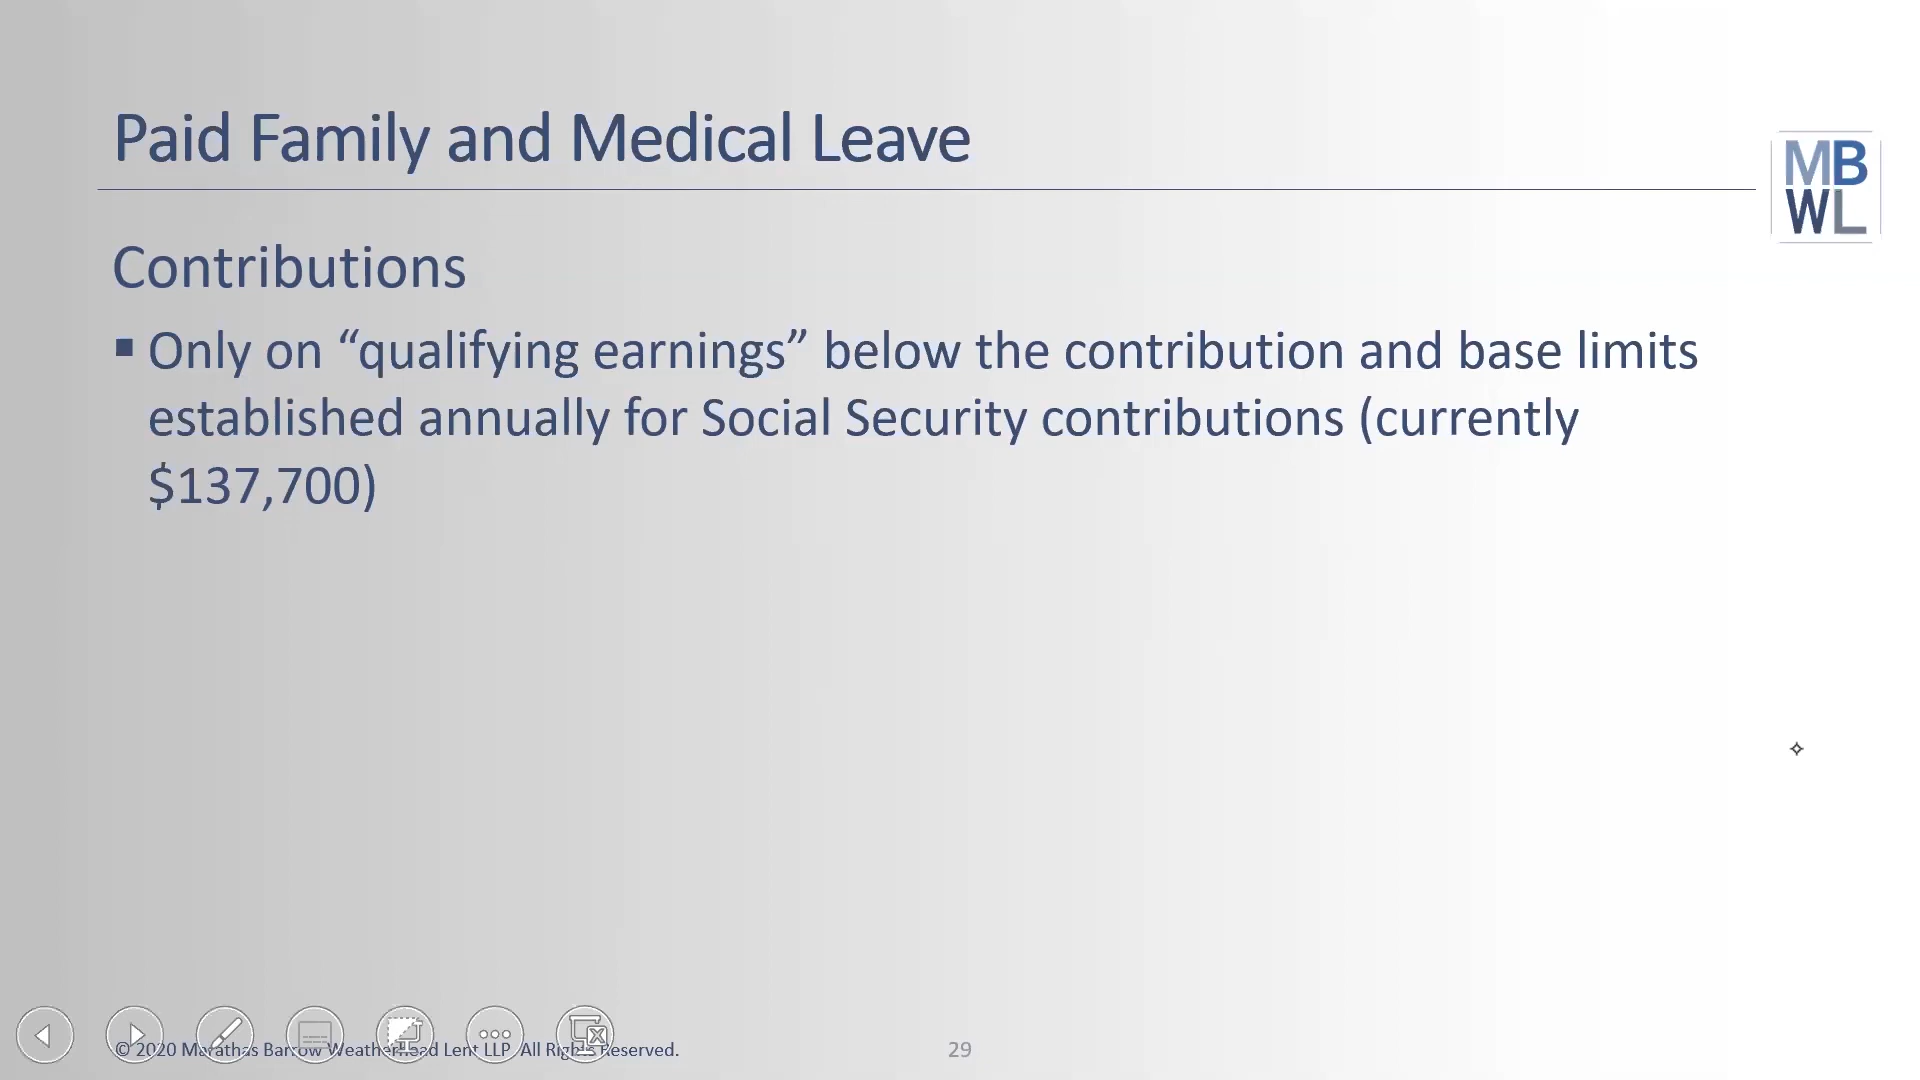 Paid Family and Medical Leave
MB
WL
Contributions
▪ Only on “qualifying earnings” below the contribution and base limits
established annually for Social Security contributions (currently
$137,700)
© 2020 Marathas Barrow Weatherhead Lent LLP. All Rights Reserved.
29